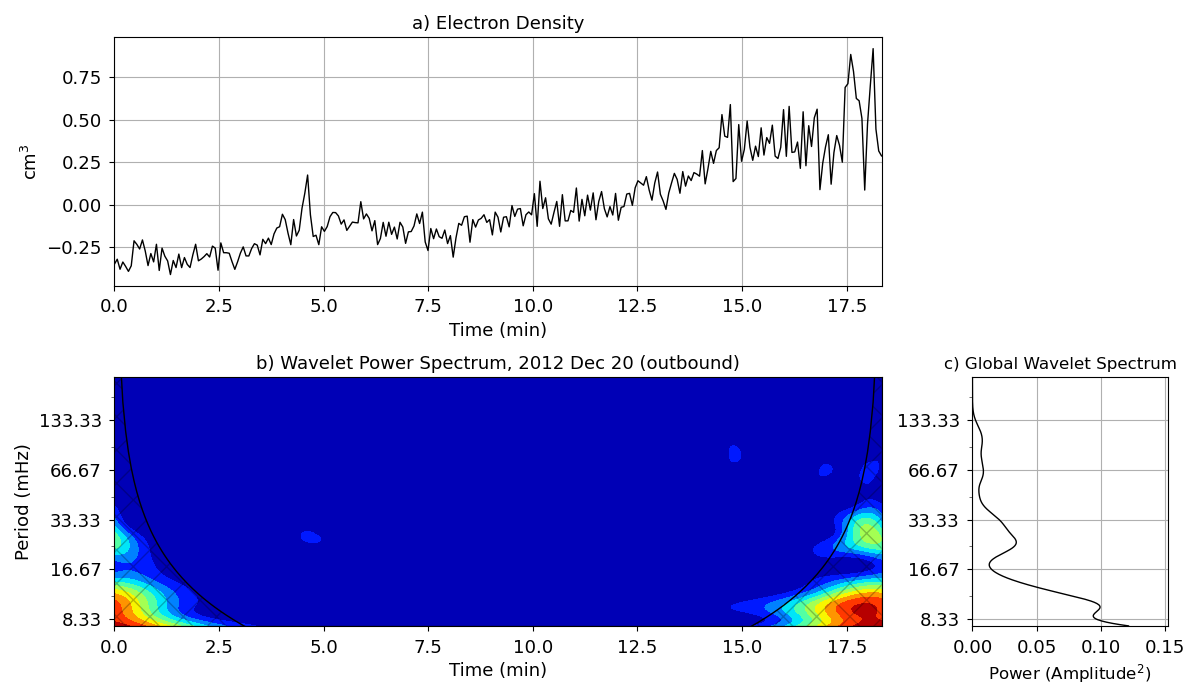 a) Electron Density
cm³
0.75
0.50
0.25
0.00
−0.25
0.0 2.5 5.0 7.5 10.0 12.5 15.0 17.5
Time (min)
b) Wavelet Power Spectrum, 2012 Dec 20 (outbound)
Period (mHz)
133.33
66.67
33.33
16.67
8.33
0.0 2.5 5.0 7.5 10.0 12.5 15.0 17.5
Time (min)
c) Global Wavelet Spectrum
133.33
66.67
33.33
16.67
8.33
0.00 0.05 0.10 0.15
Power (Amplitude²)